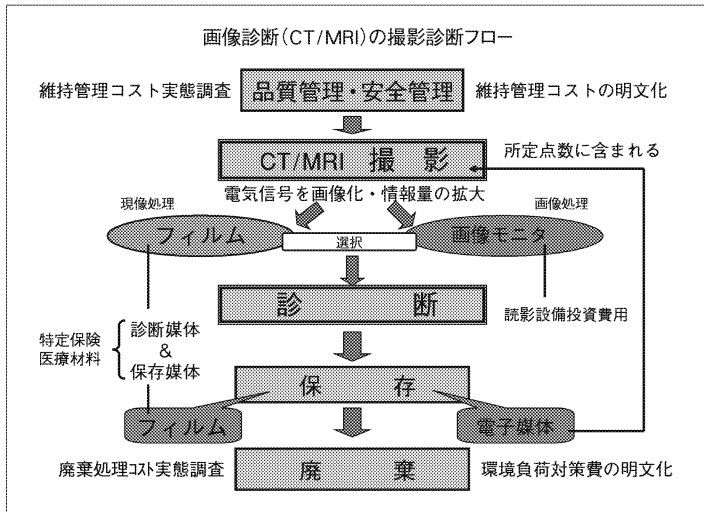 画像診断(CT/MRI)の撮影診断フロー
維持管理コスト実態調査 品質管理・安全管理 維持管理コストの明文化
CT/MRI 撮 影 所定点数に含まれる
電気信号を画像化・情報量の拡大
現像処理 画像処理
フィルム 選択 画像モニタ
診 断
読影設備投資費用
特定保険
医療材料
診断媒体
&
保存媒体
保 存
フィルム 電子媒体
廃棄処理コスト実態調査 廃 棄 環境負荷対策費の明文化